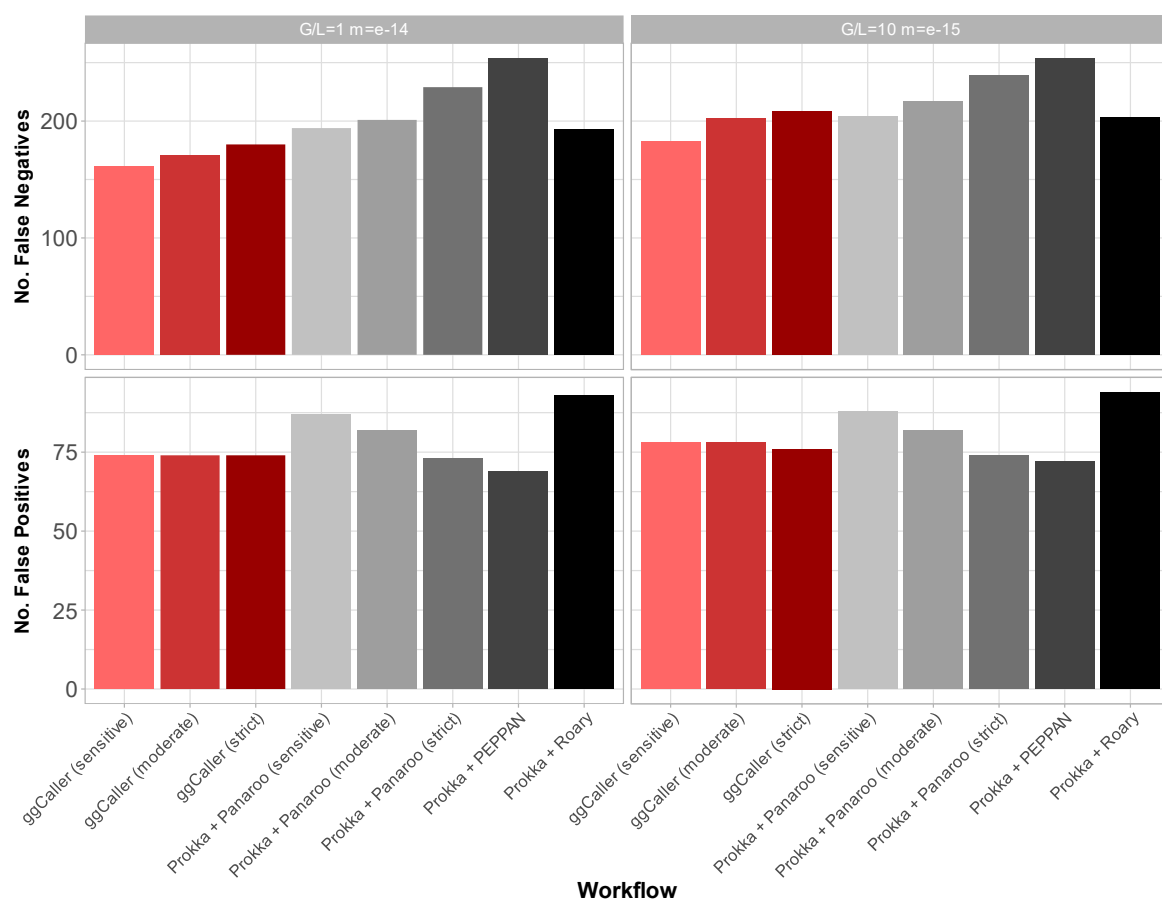 G/L=1 m=e-14
G/L=10 m=e-15
No. False Negatives
200
100
0
No. False Positives
75
50
25
0
ggCaller (sensitive)
ggCaller (moderate)
ggCaller (strict)
Prokka + Panaroo (sensitive)
Prokka + Panaroo (moderate)
Prokka + Panaroo (strict)
Prokka + PEPPAN
Prokka + Roary
ggCaller (sensitive)
ggCaller (moderate)
ggCaller (strict)
Prokka + Panaroo (sensitive)
Prokka + Panaroo (moderate)
Prokka + Panaroo (strict)
Prokka + PEPPAN
Prokka + Roary
Workflow